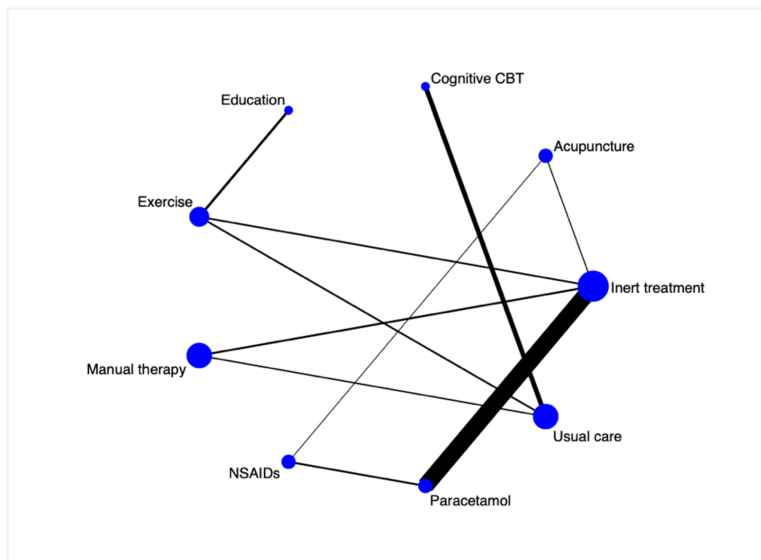 Cognitive CBT
Education
Acupuncture
Exercise
Inert treatment
Manual therapy
Usual care
NSAIDs
Paracetamol